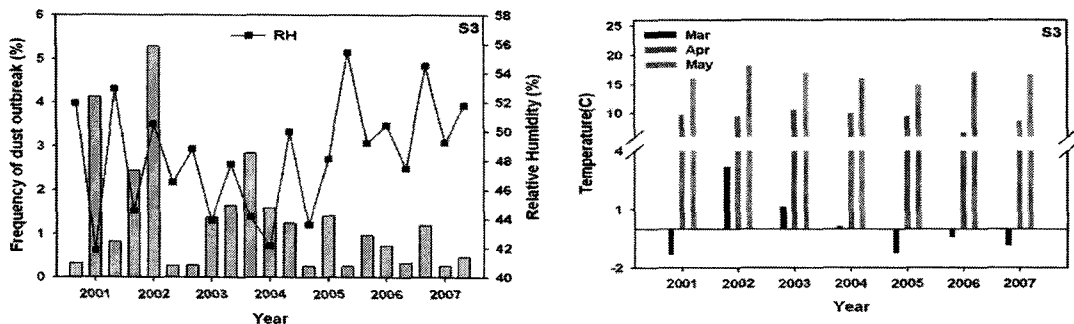 Frequency of dust outbreak (%)
6
5
4
3
2
1
0
RH
S3
58
56
54
52
50
48
46
44
42
40
Relative Humidity (%)
2001 2002 2003 2004 2005 2006 2007
Year
Temperature(C)
25
20
15
10
4
1
-2
Mar
Apr
May
S3
2001 2002 2003 2004 2005 2006 2007
Year